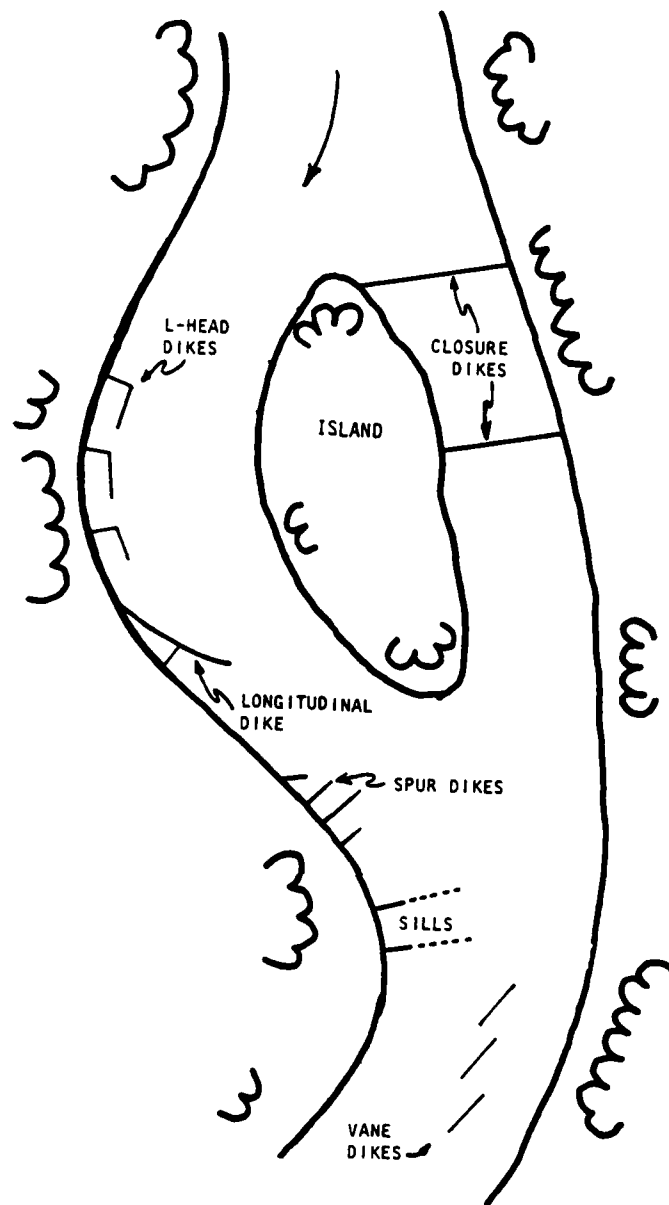 L-HEAD
DIKES
CLOSURE
DIKES
ISLAND
LONGITUDINAL
DIKE
SPUR DIKES
SILLS
VANE
DIKES